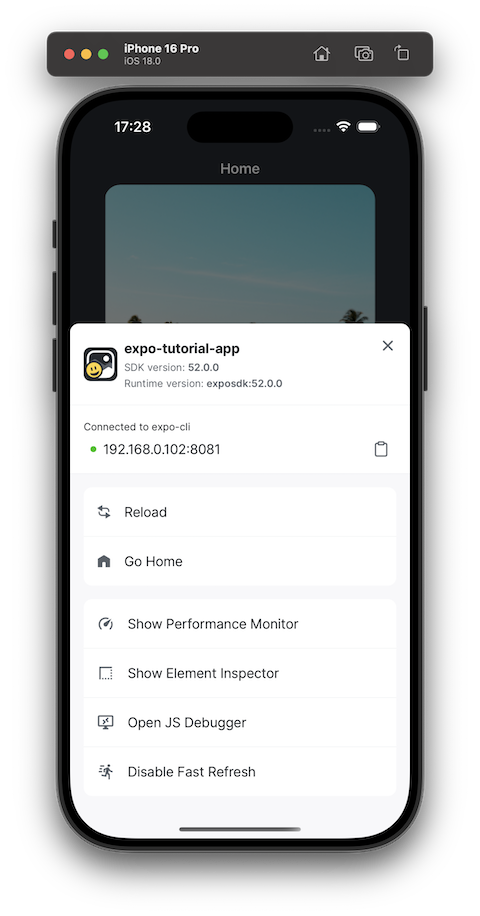 iPhone 16 Pro
iOS 18.0
17:28
Home
expo-tutorial-app
SDK version: 52.0.0
Runtime version: exposdk:52.0.0
Connected to expo-cli
192.168.0.102:8081
Reload
Go Home
Show Performance Monitor
Show Element Inspector
Open JS Debugger
Disable Fast Refresh